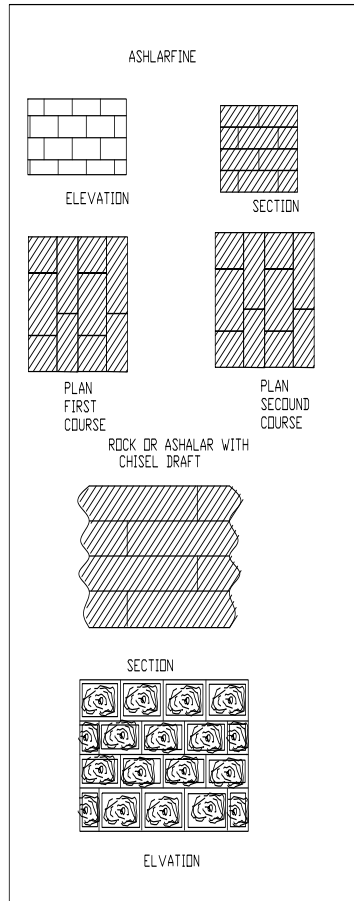 ASHLARFINE
ELEVATION
SECTION
PLAN
FIRST
COURSE
PLAN
SECOUND
COURSE
ROCK OR ASHALAR WITH
CHISEL DRAFT
SECTION
ELVATION